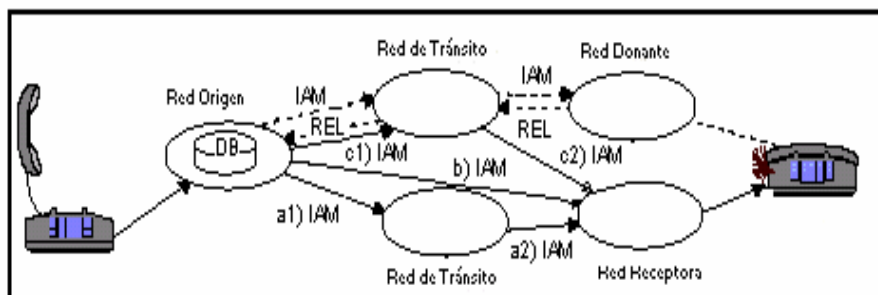 Red de Tránsito
Red Donante
Red Origen
IAM
IAM
REL
REL
DB
c1) IAM
c2) IAM
b) IAM
a1) IAM
a2) IAM
Red de Tránsito
Red Receptora